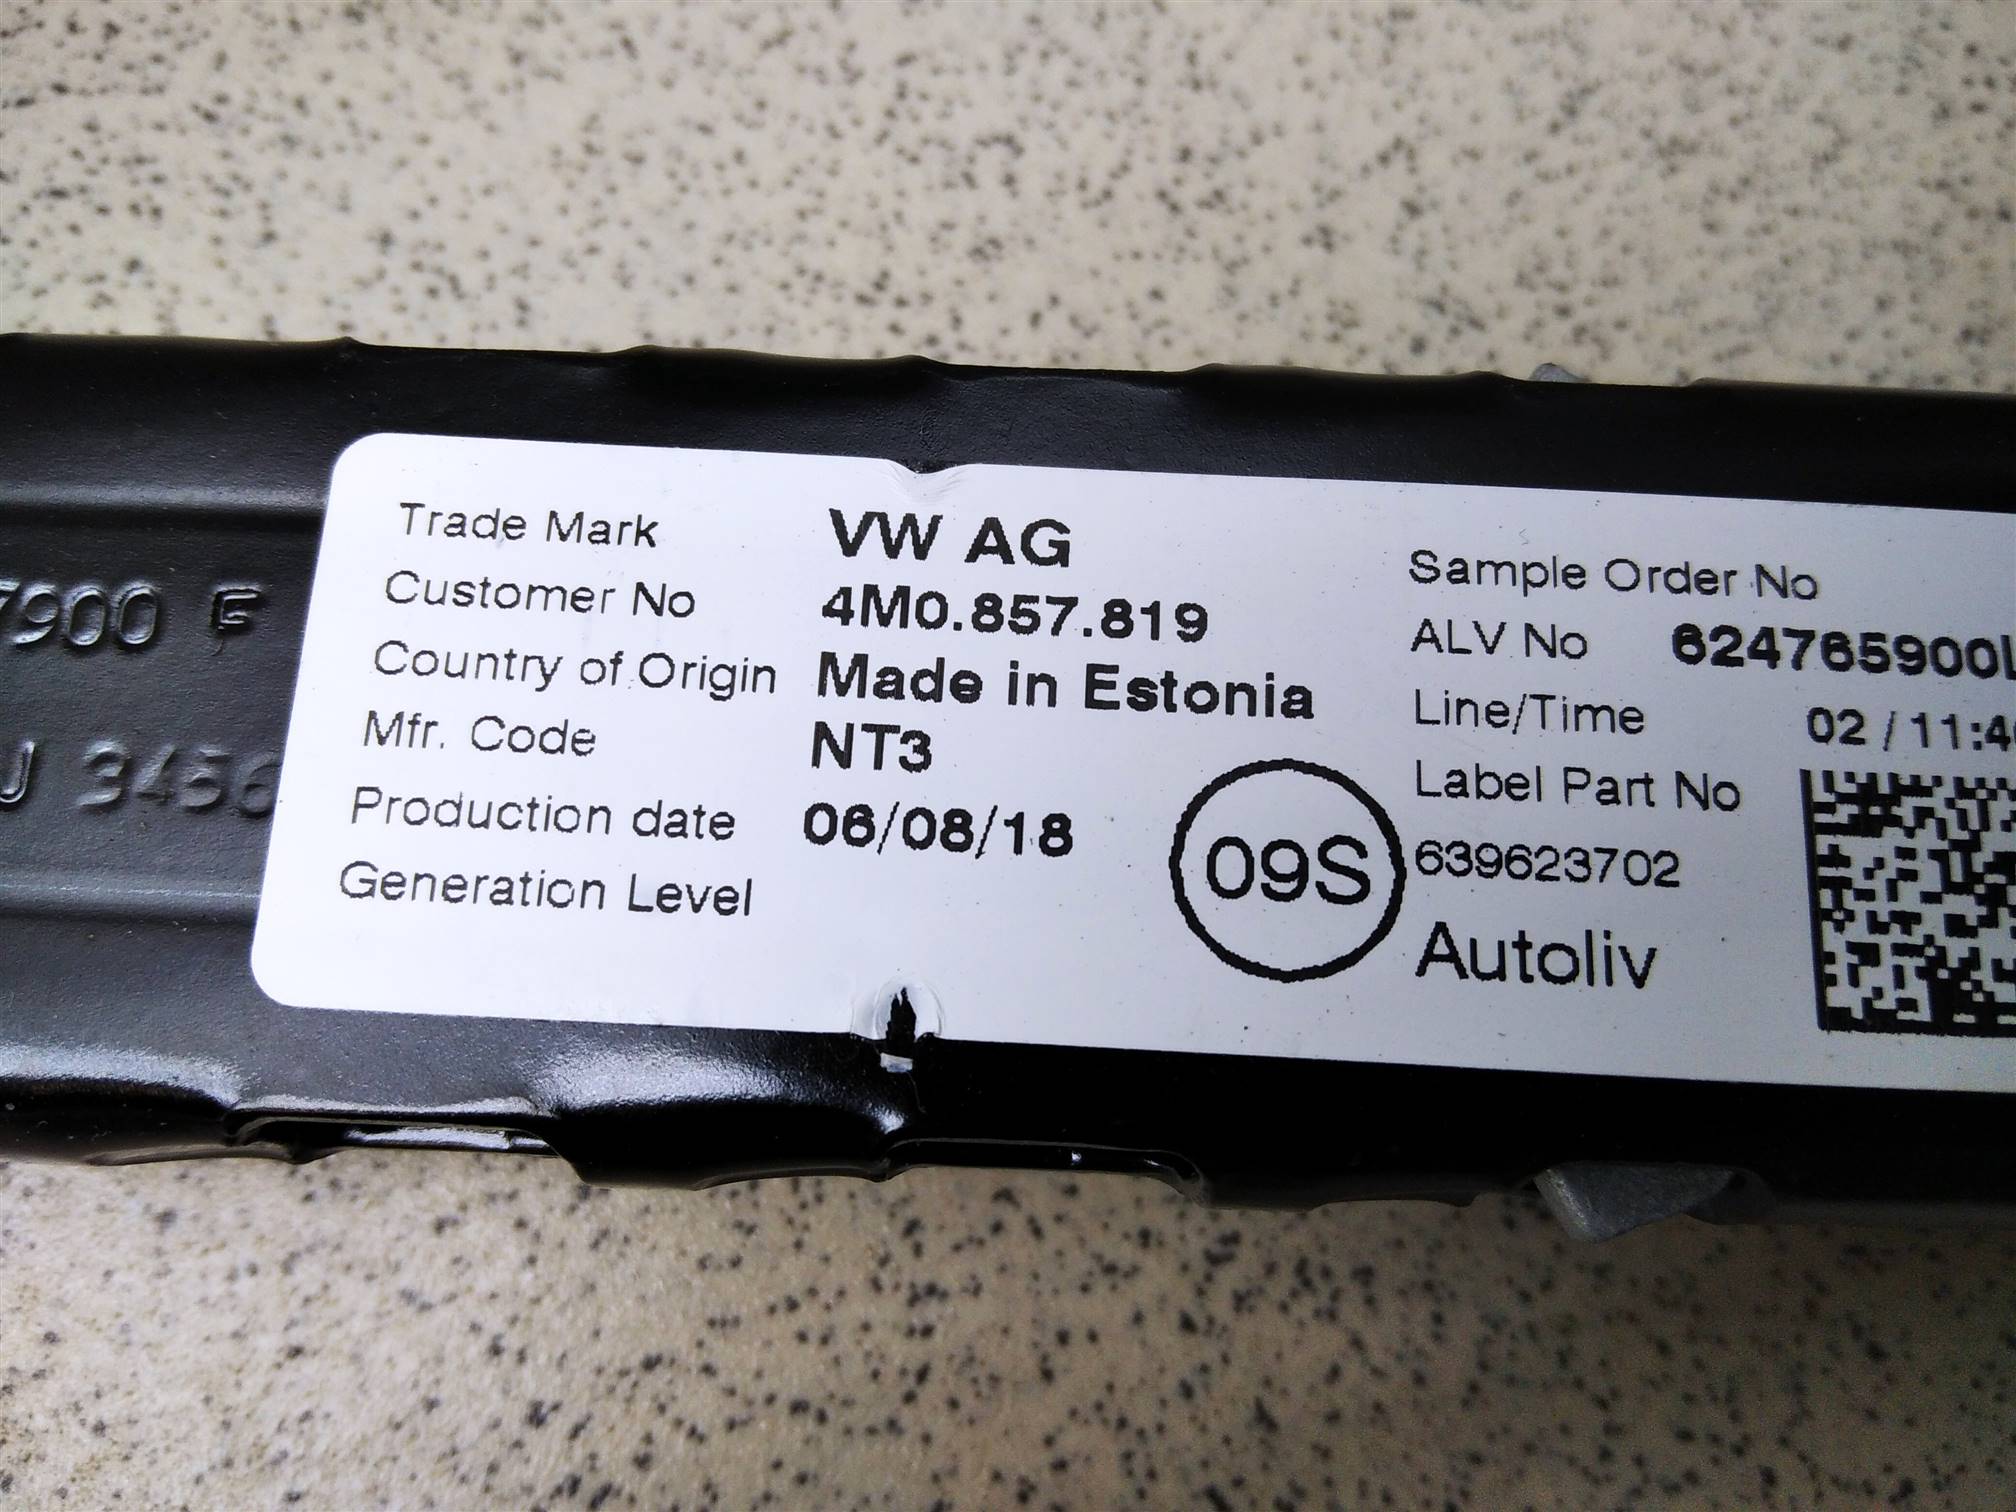 7900 F
J 3456
Trade Mark VW AG
Customer No 4M0.857.819
Country of Origin Made in Estonia
Mfr. Code NT3
Production date 06/08/18
Generation Level
09S
Sample Order No
ALV No 624765900
Line/Time 02 / 11:4
Label Part No
639623702
Autoliv